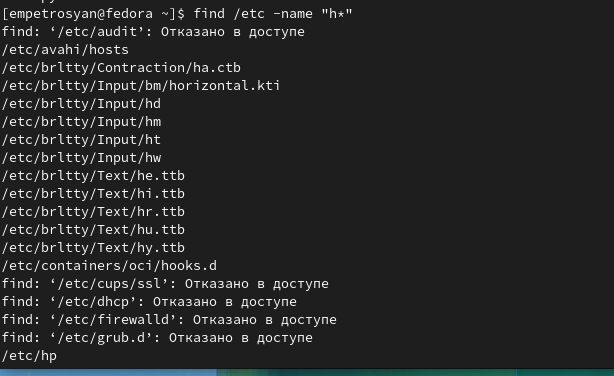 [empetrosyan@fedora ~]$ find /etc -name "h*"
find: ‘/etc/audit’: Отказано в доступе
/etc/avahi/hosts
/etc/brltty/Contraction/ha.ctb
/etc/brltty/Input/bm/horizontal.kti
/etc/brltty/Input/hd
/etc/brltty/Input/hm
/etc/brltty/Input/ht
/etc/brltty/Input/hw
/etc/brltty/Text/he.ttb
/etc/brltty/Text/hi.ttb
/etc/brltty/Text/hr.ttb
/etc/brltty/Text/hu.ttb
/etc/brltty/Text/hy.ttb
/etc/containers/oci/hooks.d
find: ‘/etc/cups/ssl’: Отказано в доступе
find: ‘/etc/dhcp’: Отказано в доступе
find: ‘/etc/firewalld’: Отказано в доступе
find: ‘/etc/grub.d’: Отказано в доступе
/etc/hp